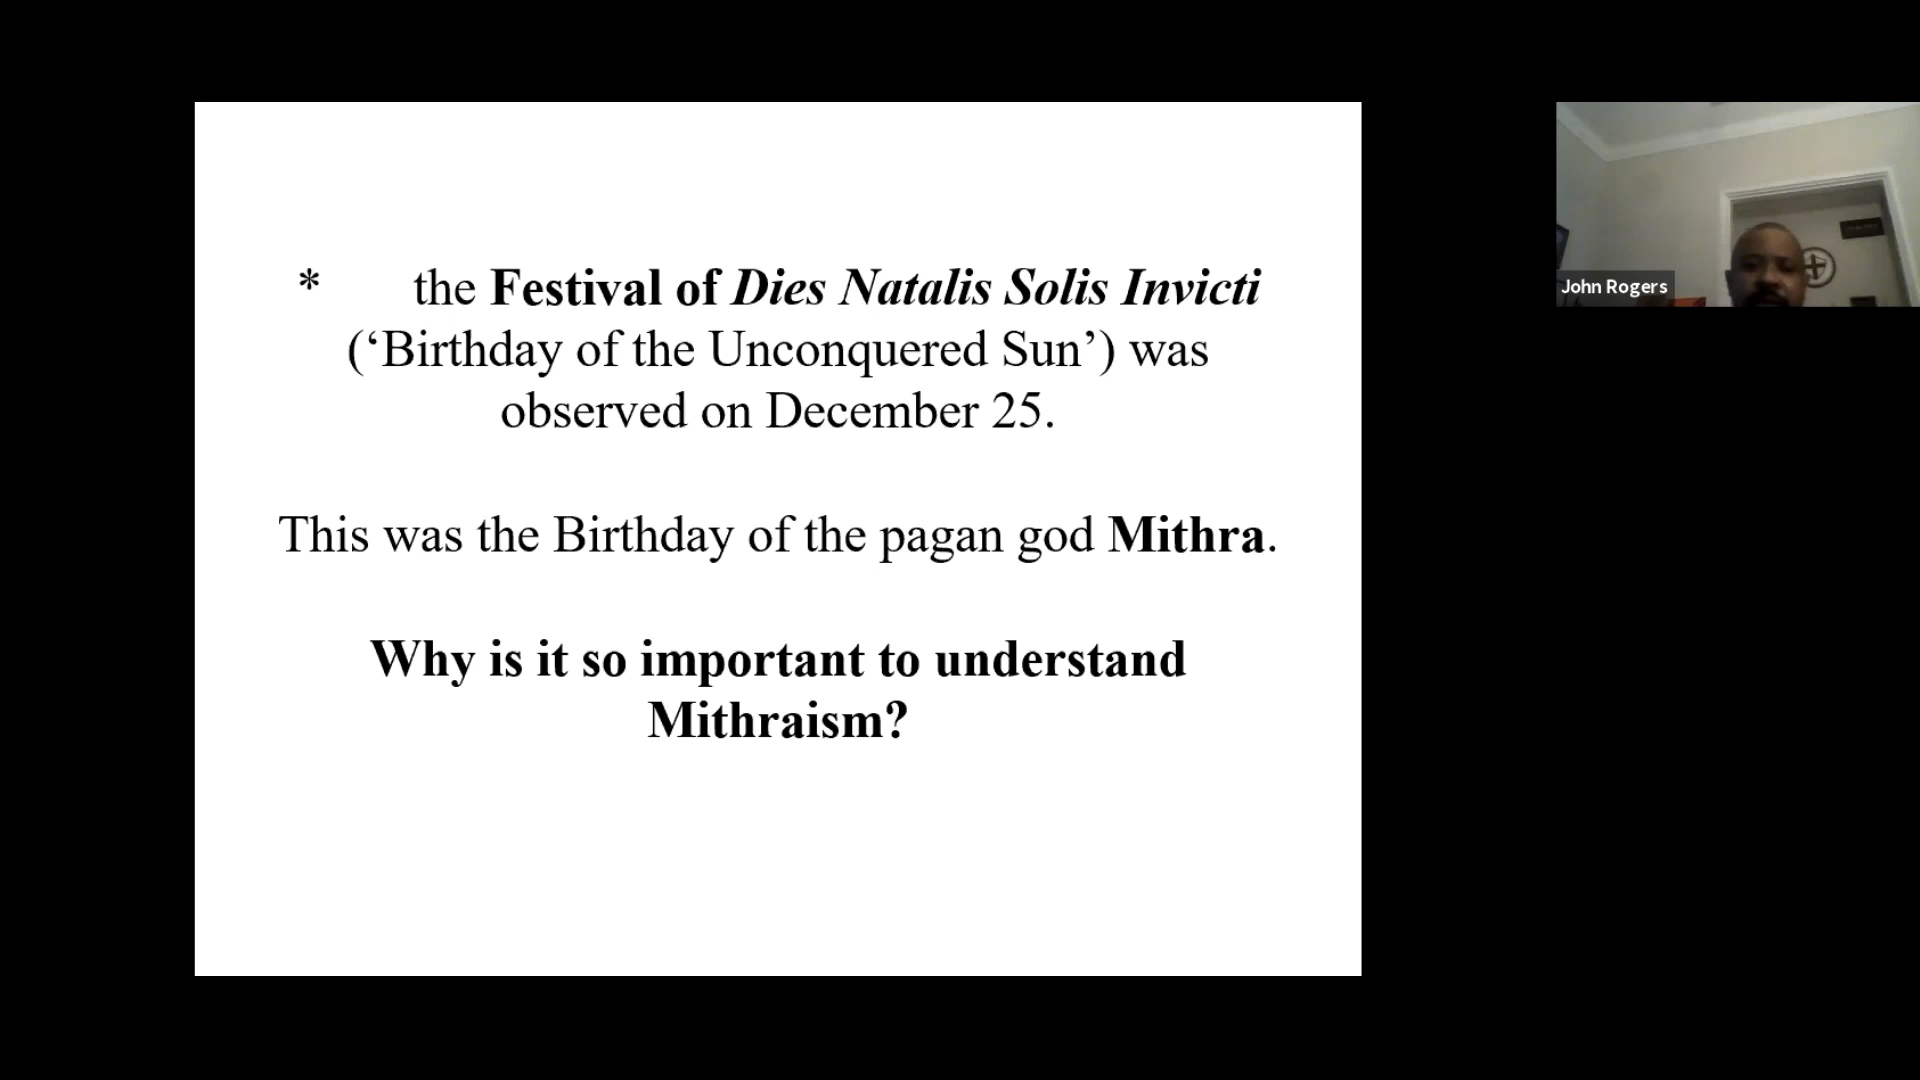 * the Festival of Dies Natalis Solis Invicti
(‘Birthday of the Unconquered Sun’) was
observed on December 25.
This was the Birthday of the pagan god Mithra.
Why is it so important to understand
Mithraism?
John Rogers